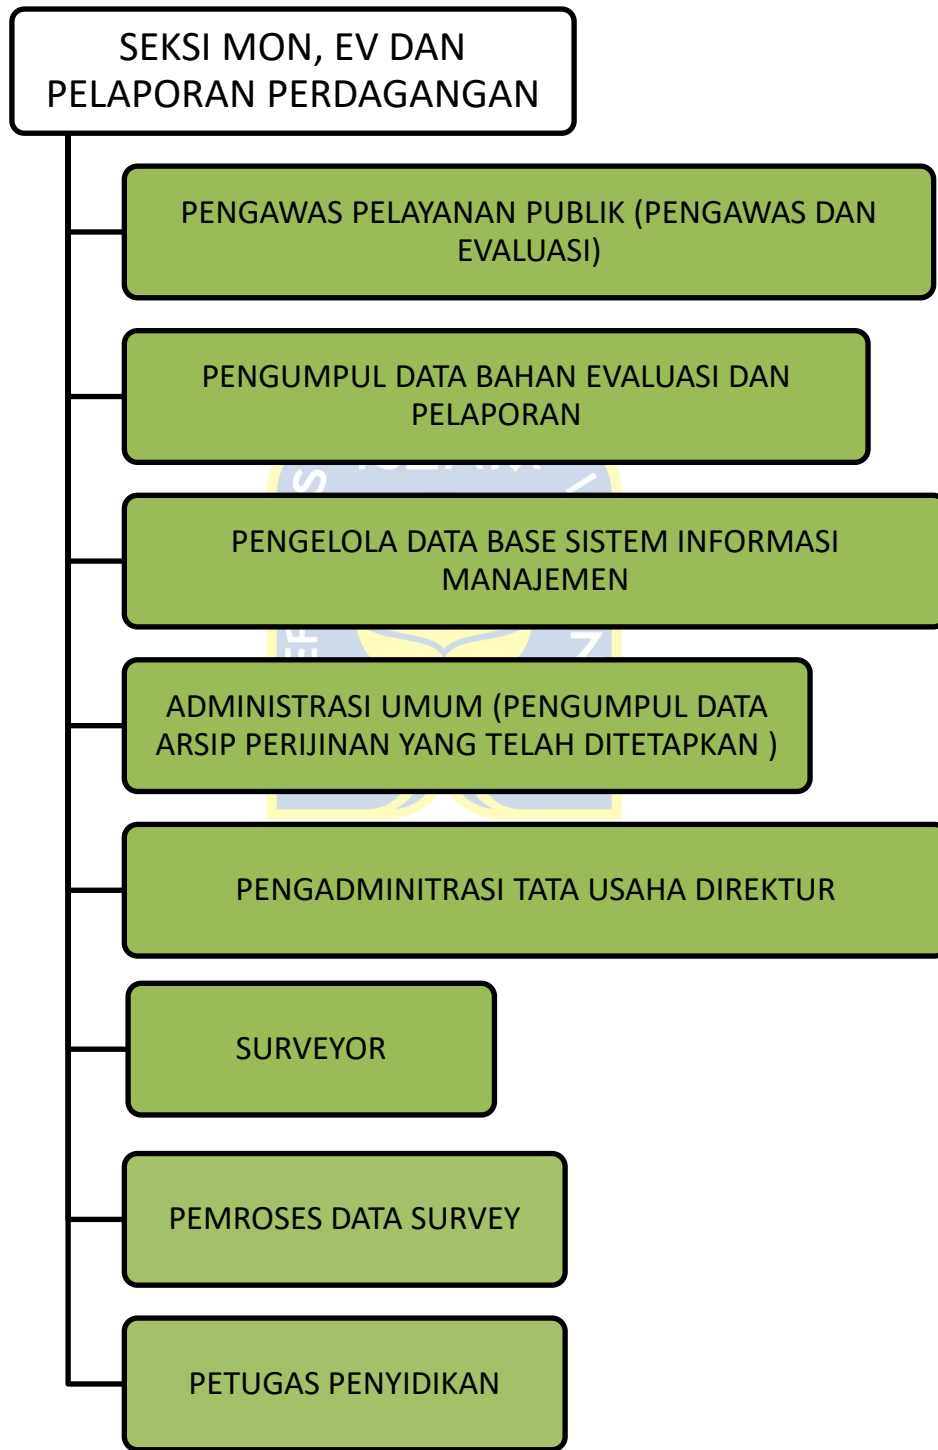 SEKSI MON, EV DAN
PELAPORAN PERDAGANGAN
PENGAWAS PELAYANAN PUBLIK (PENGAWAS DAN
EVALUASI)
PENGUMPUL DATA BAHAN EVALUASI DAN
PELAPORAN
PENGELOLA DATA BASE SISTEM INFORMASI
MANAJEMEN
ADMINISTRASI UMUM (PENGUMPUL DATA
ARSIP PERIJINAN YANG TELAH DITETAPKAN )
PENGADMINITRASI TATA USAHA DIREKTUR
SURVEYOR
PEMROSES DATA SURVEY
PETUGAS PENYIDIKAN